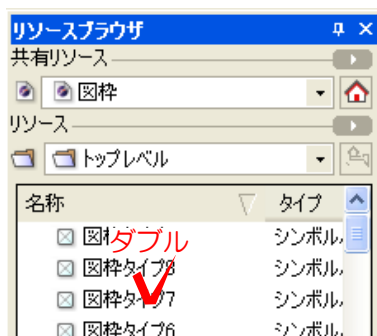 リソースブラウザ
共有リソース
図枠
リソース
トップレベル
名称 タイプ
図枠 シンボル,
ダブル
図枠タイプ8 シンボル,
図枠タイプ7 シンボル,
図枠タイプ6 シンボル,